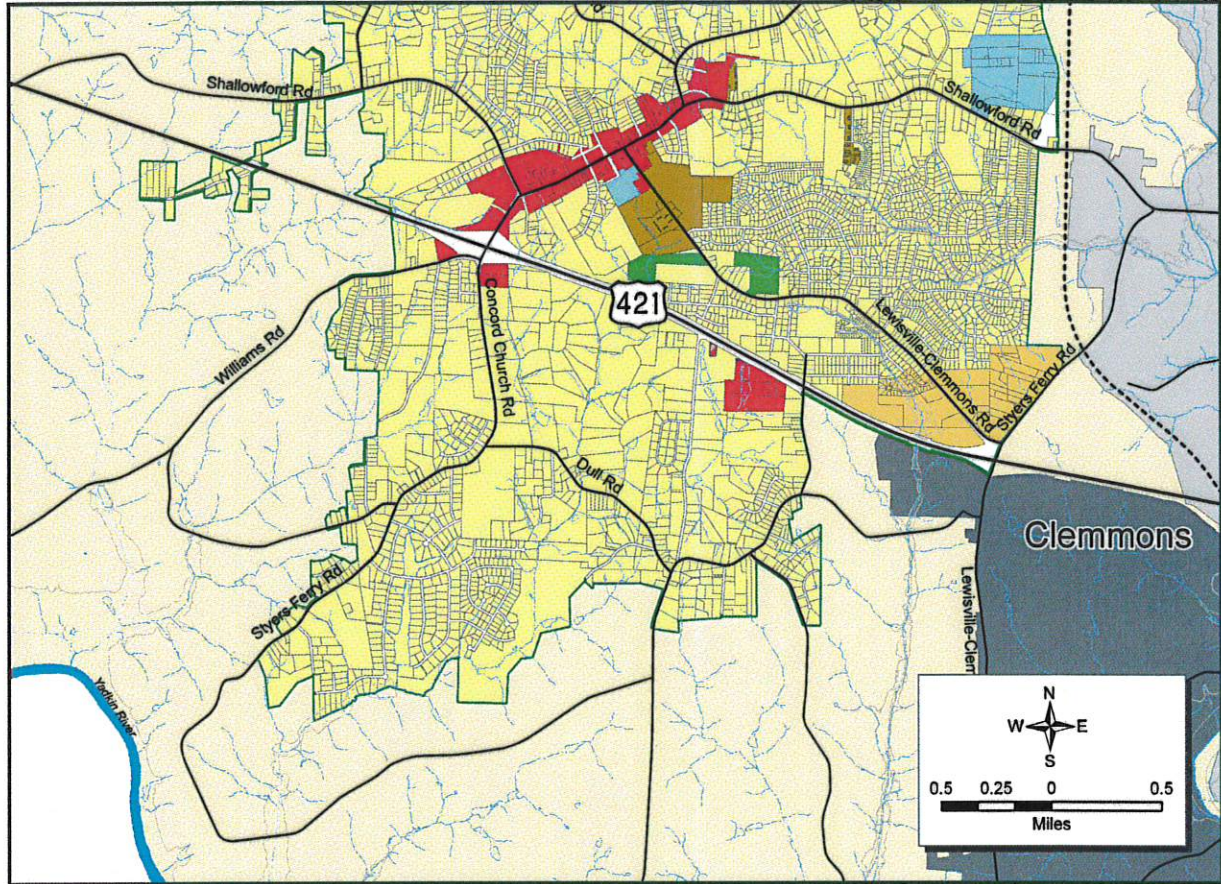 Shallowford Rd
Shallowford Rd
421
Concord Church Rd
Williams Rd
Lewisville-Clemmons Rd
Styers Ferry Rd
Dull Rd
Clemmons
Styers Ferry Rd
Lewisville-Clem
Yadkin River
N
W E
S
0.5 0.25 0 0.5
Miles